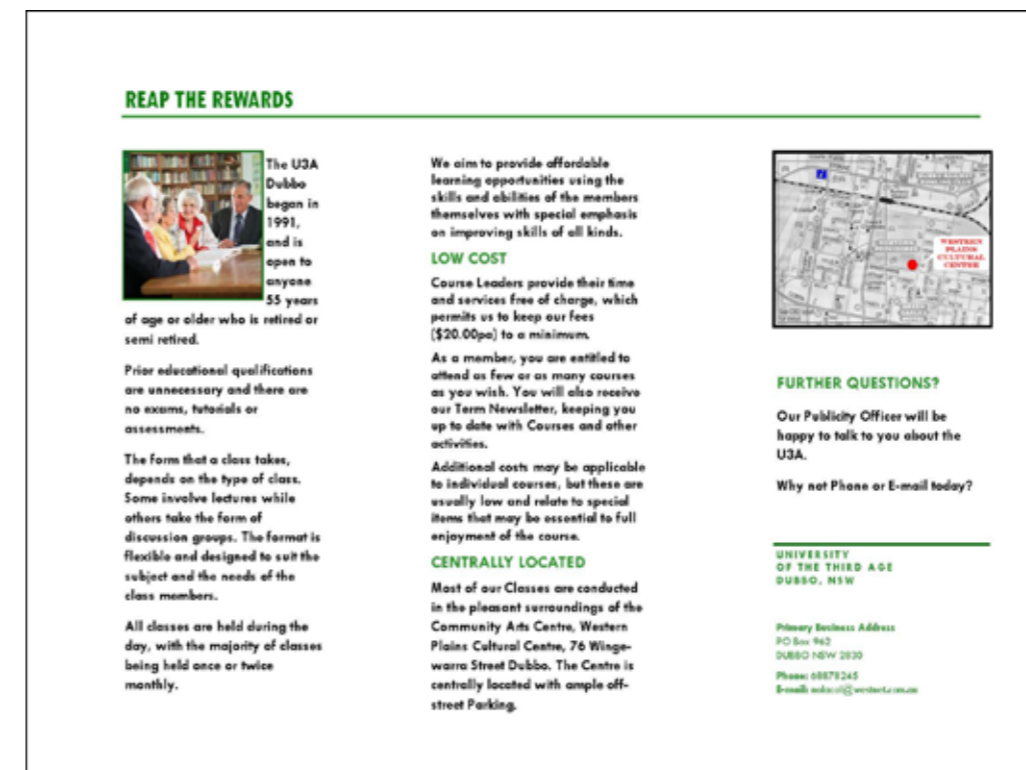 REAP THE REWARDS
The U3A
Dubbo
began in
1991,
and is
open to
anyone
55 years
of age or older who is retired or
semi retired.
Prior educational qualifications
are unnecessary and there are
no exams, tutorials or
assessments.
The form that a class takes,
depends on the type of class.
Some involve lectures while
others take the form of
discussion groups. The format is
flexible and designed to suit the
subject and the needs of the
class members.
All classes are held during the
day, with the majority of classes
being held once or twice
monthly.
We aim to provide affordable
learning opportunities using the
skills and abilities of the members
themselves with special emphasis
on improving skills of all kinds.
LOW COST
Course Leaders provide their time
and services free of charge, which
permits us to keep our fees
($20.00pa) to a minimum.
As a member, you are entitled to
attend as few or as many courses
as you wish. You will also receive
our Term Newsletter, keeping you
up to date with Courses and other
activities.
Additional costs may be applicable
to individual courses, but these are
usually low and relate to special
items that may be essential to full
enjoyment of the course.
CENTRALLY LOCATED
Most of our Classes are conducted
in the pleasant surroundings of the
Community Arts Centre, Western
Plains Cultural Centre, 76 Winge-
warra Street Dubbo. The Centre is
centrally located with ample off-
street Parking.
WESTERN
PLAINS
CULTURAL
CENTER
FURTHER QUESTIONS?
Our Publicity Officer will be
happy to talk to you about the
U3A.
Why not Phone or E-mail today?
UNIVERSITY
OF THE THIRD AGE
DUBBO, NSW
Primary Business Address
PO Box 962
DUBBO NSW 2830
Phone: 68878245
E-mail: